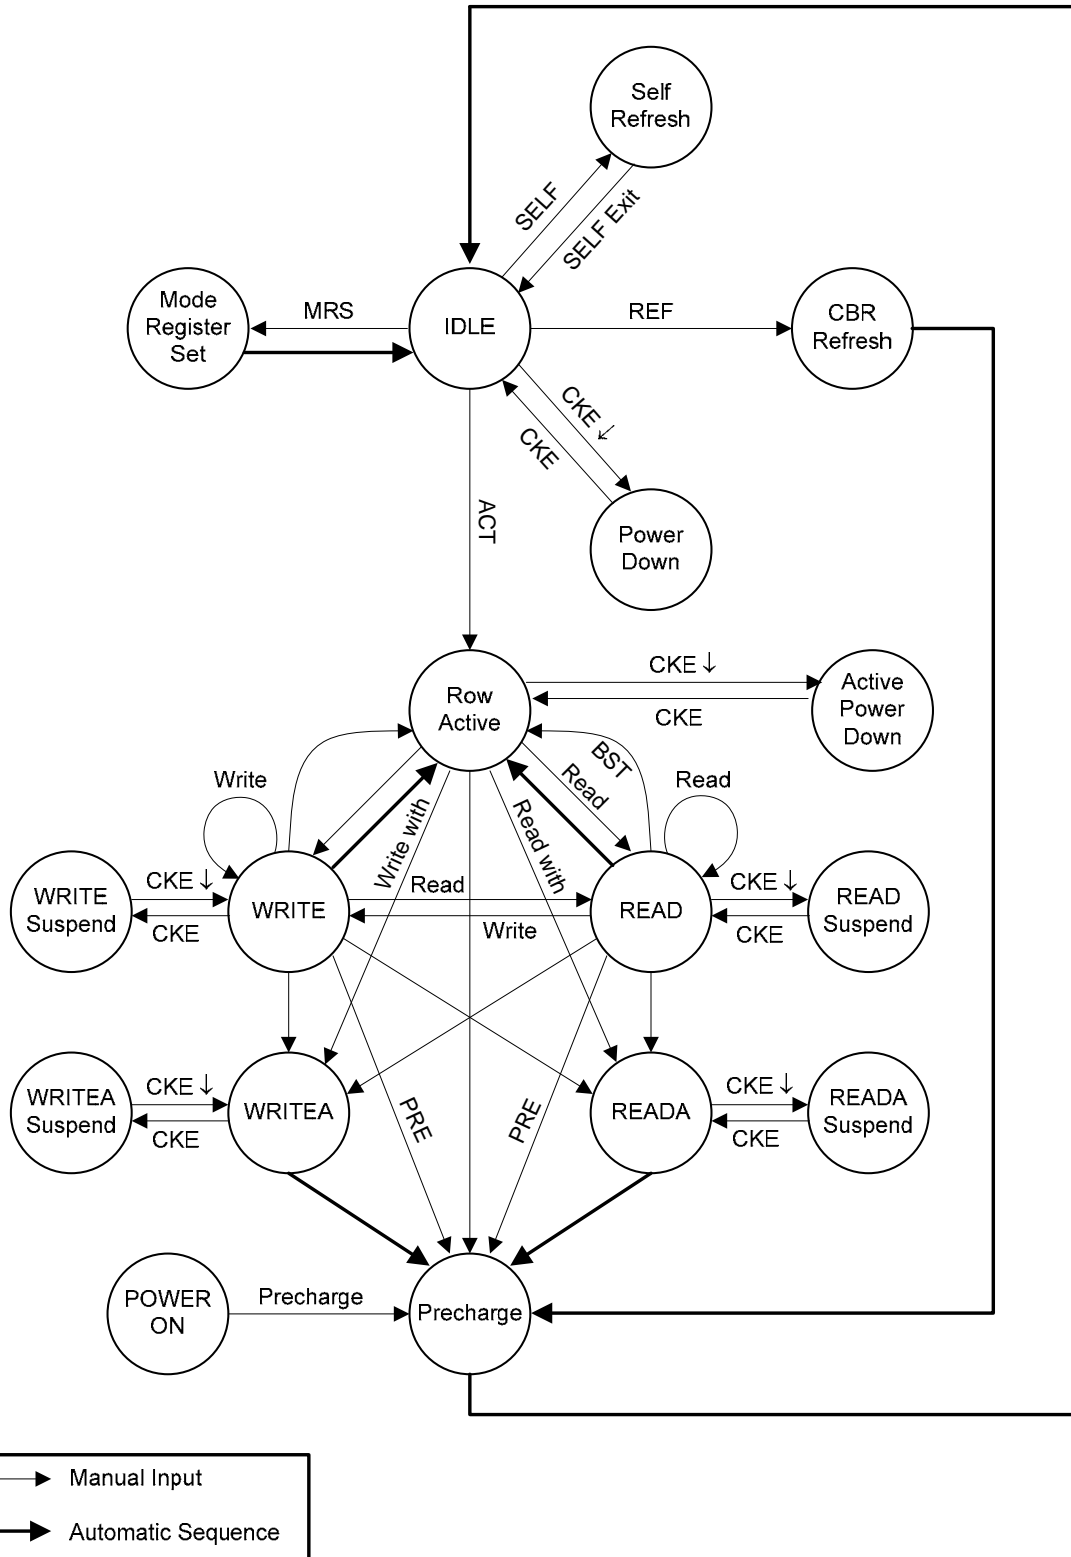 Self
Refresh
SELF
SELF Exit
Mode
Register
Set
MRS
IDLE
REF
CBR
Refresh
CKE ↓
CKE
ACT
Power
Down
Row
Active
CKE ↓
CKE
Active
Power
Down
BST
Read
Write
Read
Write with
Read with
WRITE
Suspend
CKE ↓
CKE
WRITE
Read
Write
READ
CKE ↓
CKE
READ
Suspend
WRITEA
Suspend
CKE ↓
CKE
WRITEA
PRE
PRE
READA
CKE ↓
CKE
READA
Suspend
POWER
ON
Precharge
Precharge
Manual Input
Automatic Sequence